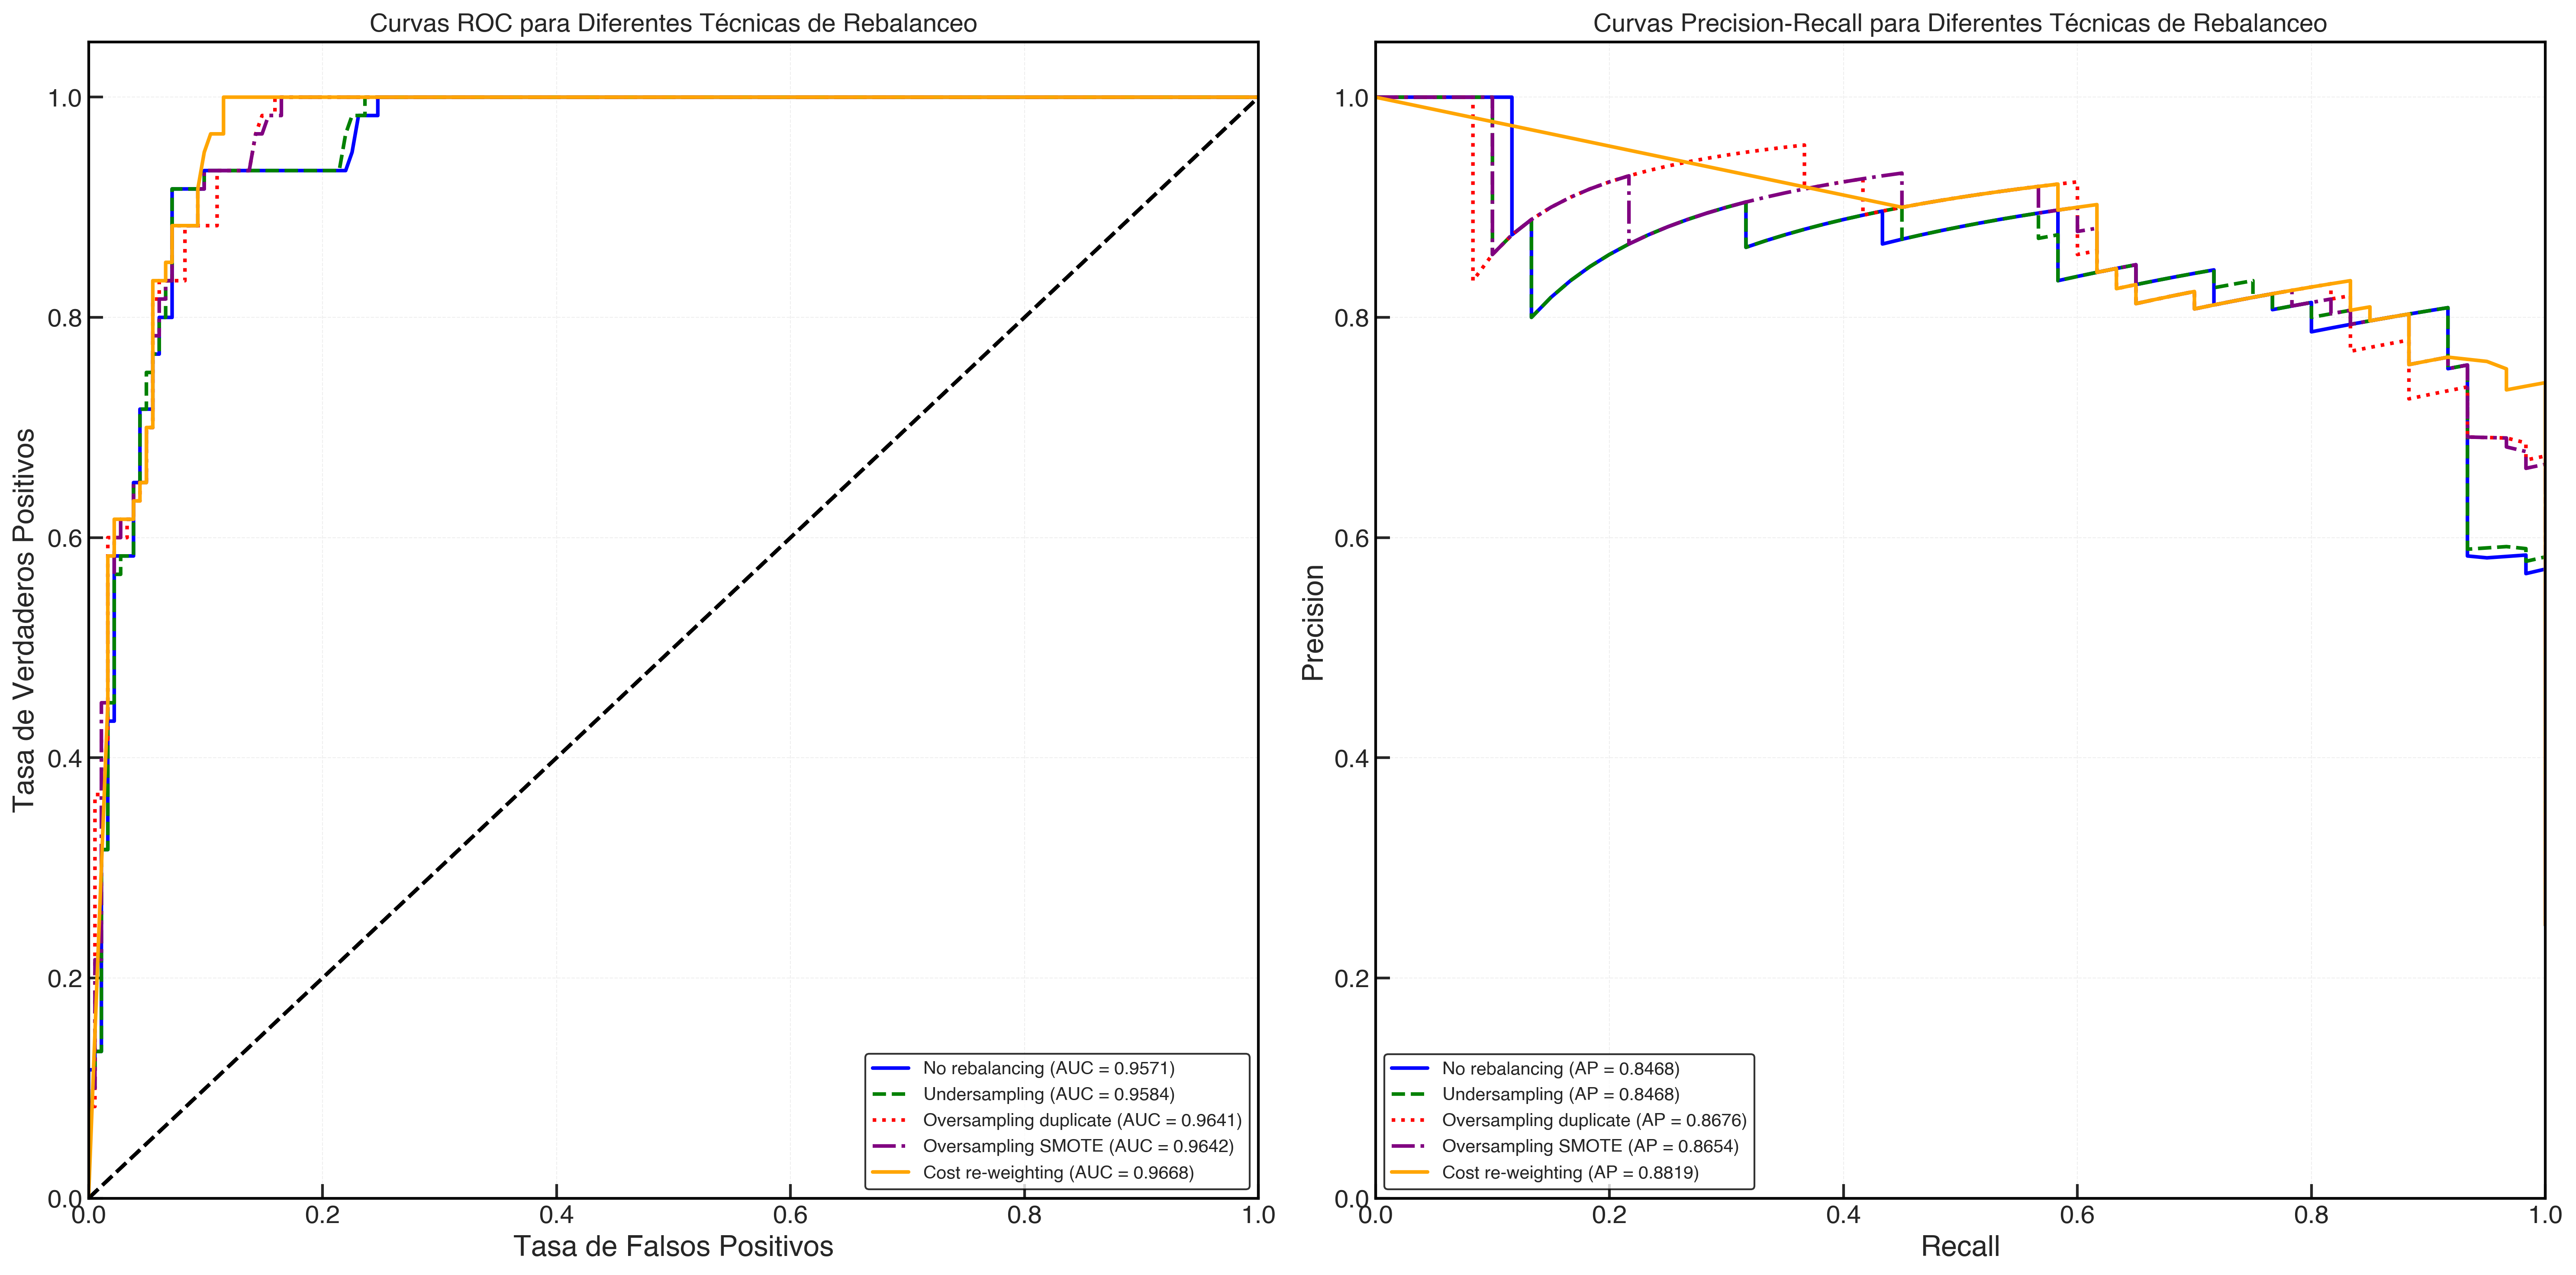 Curvas ROC para Diferentes Técnicas de Rebalanceo
1.0
0.8
0.6
0.4
0.2
0.0
Tasa de Verdaderos Positivos
No rebalancing (AUC = 0.9571)
Undersampling (AUC = 0.9584)
Oversampling duplicate (AUC = 0.9641)
Oversampling SMOTE (AUC = 0.9642)
Cost re-weighting (AUC = 0.9668)
0.0 0.2 0.4 0.6 0.8 1.0
Tasa de Falsos Positivos
Curvas Precision-Recall para Diferentes Técnicas de Rebalanceo
1.0
0.8
0.6
0.4
0.2
0.0
Precision
No rebalancing (AP = 0.8468)
Undersampling (AP = 0.8468)
Oversampling duplicate (AP = 0.8676)
Oversampling SMOTE (AP = 0.8654)
Cost re-weighting (AP = 0.8819)
0.0 0.2 0.4 0.6 0.8 1.0
Recall